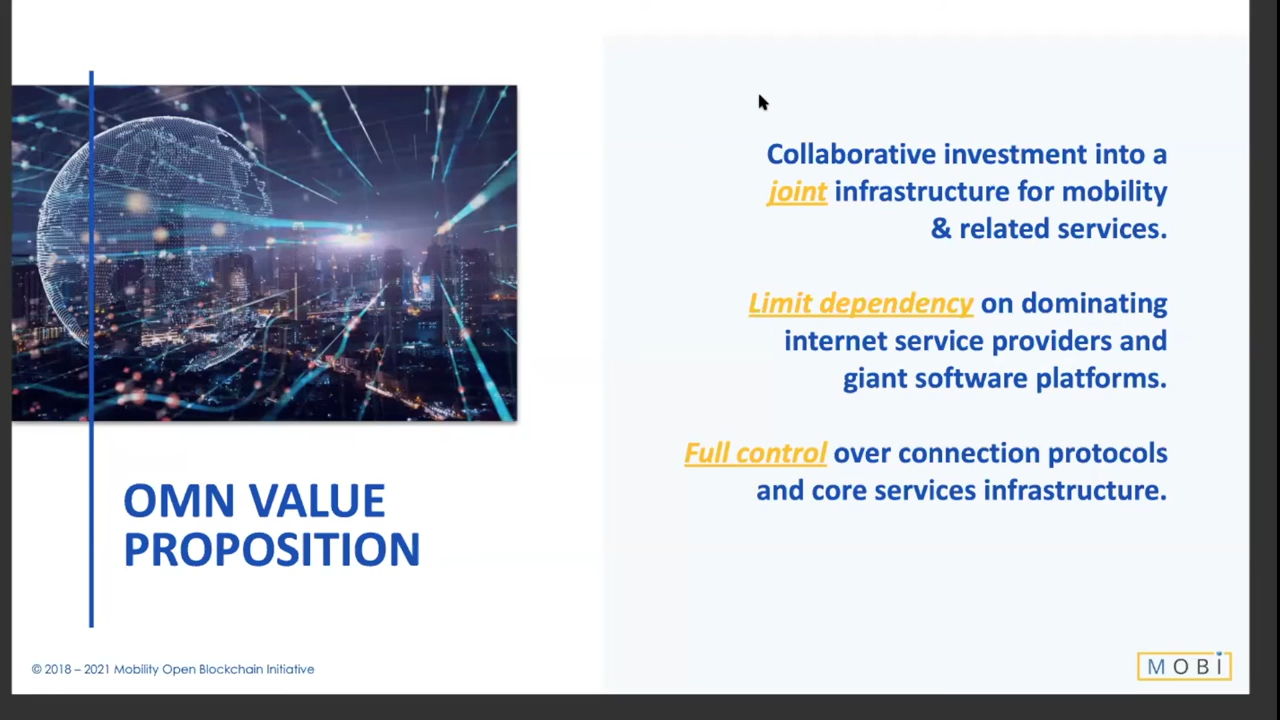 Collaborative investment into a
joint infrastructure for mobility
& related services.
Limit dependency on dominating
internet service providers and
giant software platforms.
Full control over connection protocols
and core services infrastructure.
OMN VALUE
PROPOSITION
© 2018 – 2021 Mobility Open Blockchain Initiative
MOBI